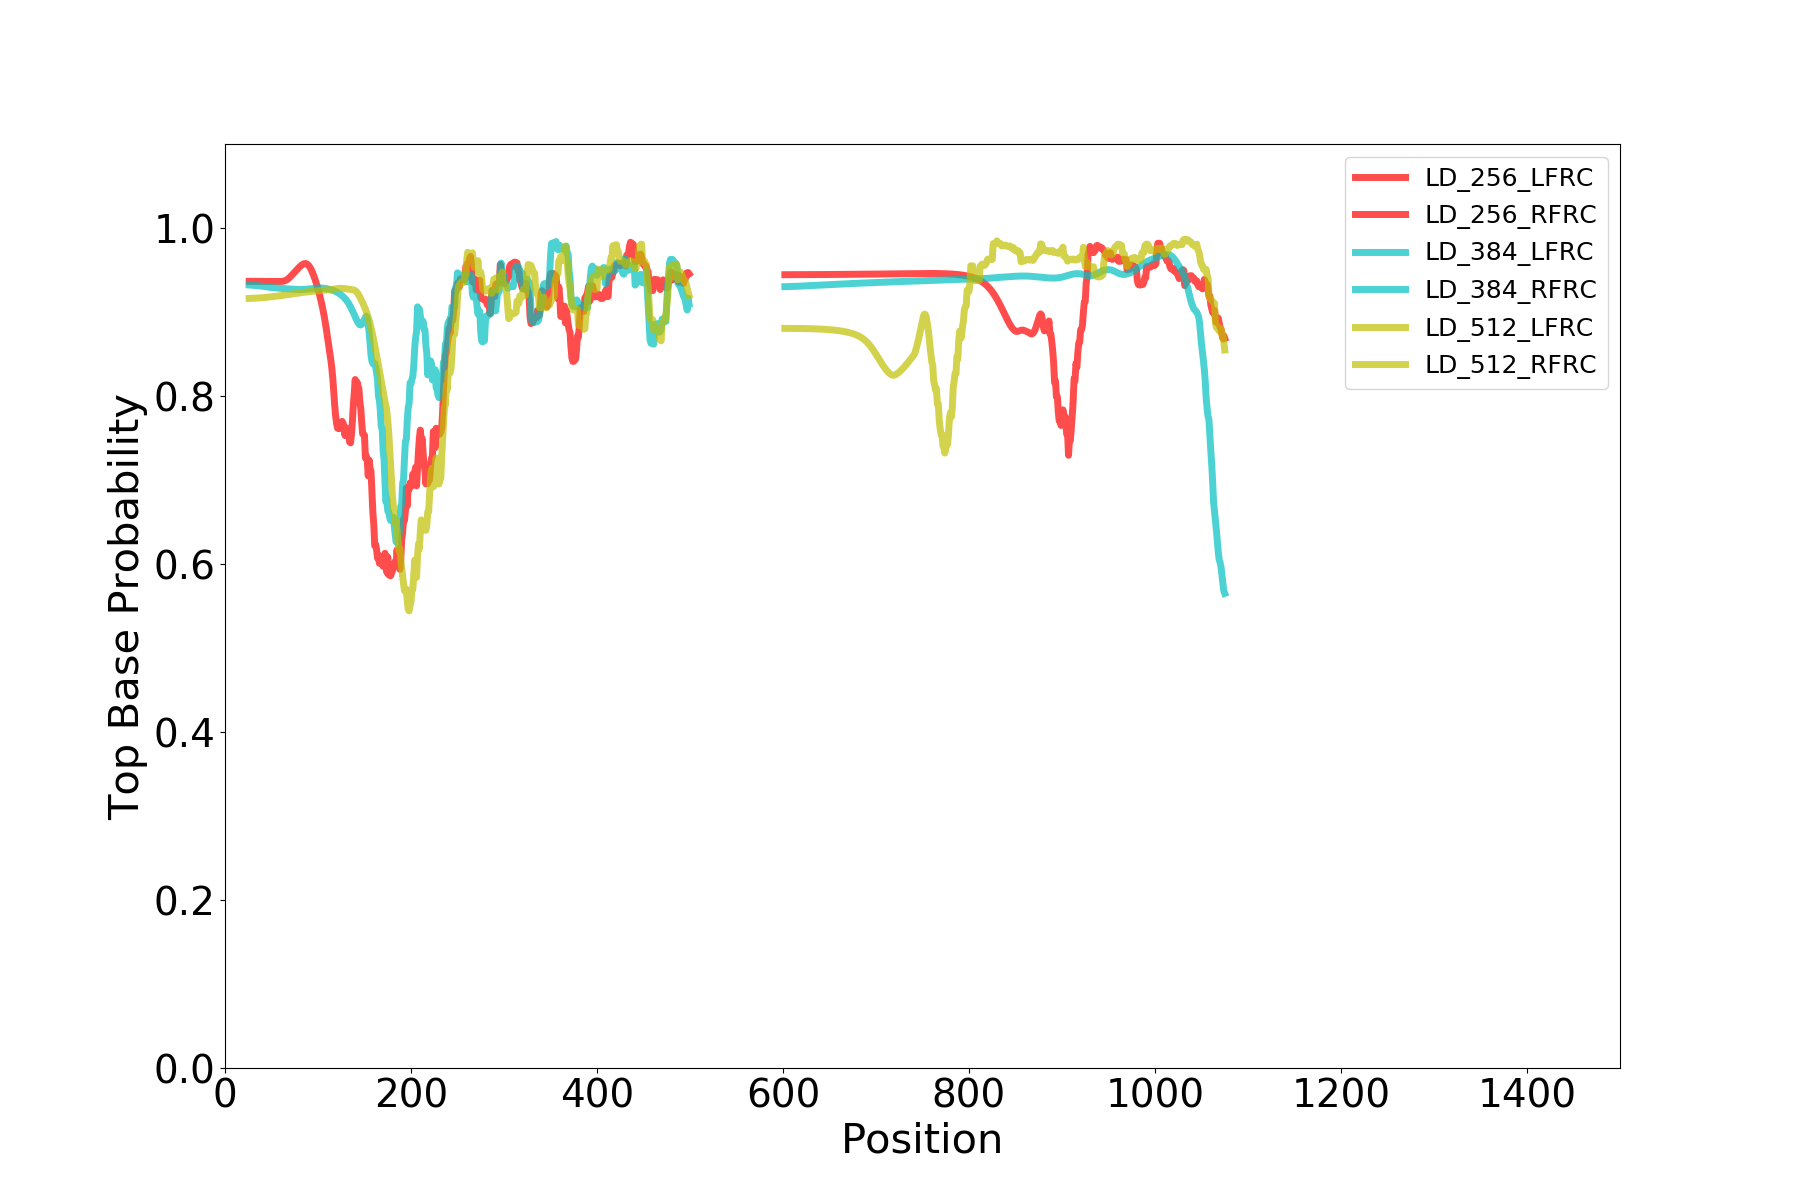 LD_256_LFRC
LD_256_RFRC
LD_384_LFRC
LD_384_RFRC
LD_512_LFRC
LD_512_RFRC
Top Base Probability
1.0
0.8
0.6
0.4
0.2
0.0
0 200 400 600 800 1000 1200 1400
Position